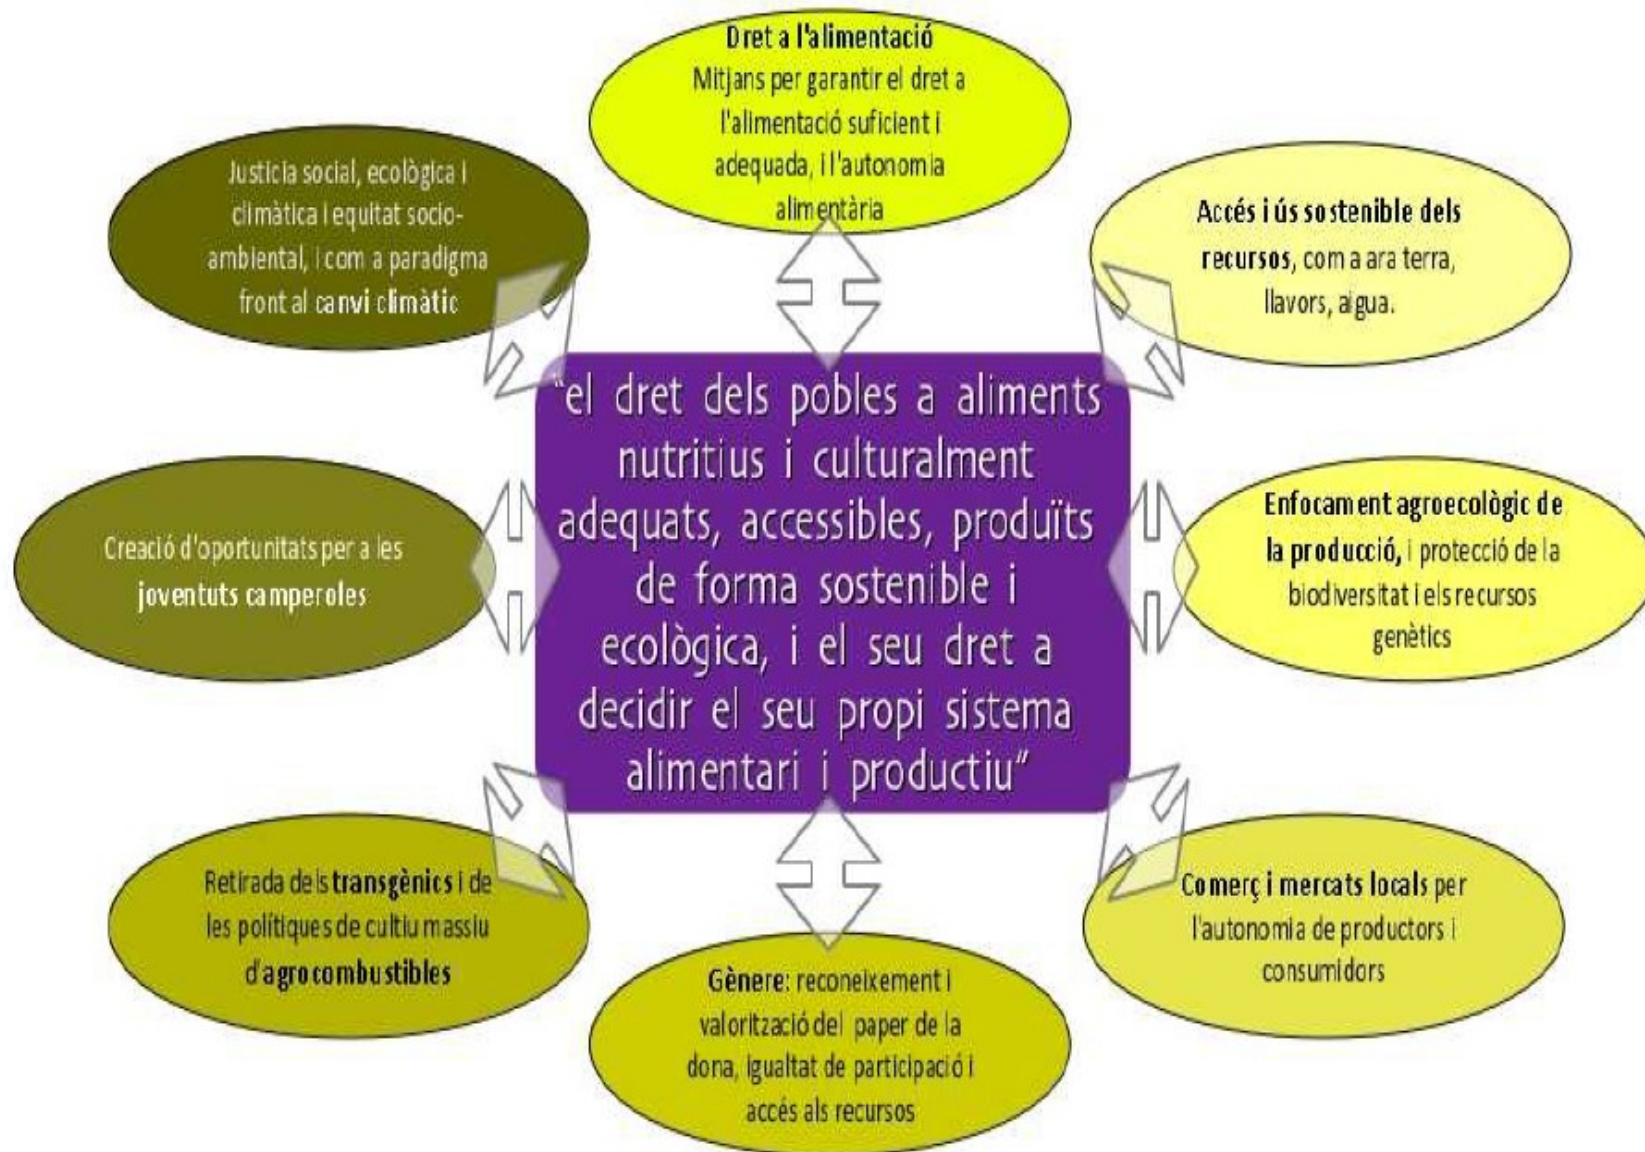 Dret a l'alimentació
Mitjans per garantir el dret a
l'alimentació suficient i
adequada, i l'autonomia
alimentària
Accés i ús sostenible dels
recursos, com a ara terra,
llavors, aigua.
Enfocament agroecològic de
la producció, i protecció de la
biodiversitat i els recursos
genètics
Comerç i mercats locals per
l'autonomia de productors i
consumidors
Gènere: reconeixement i
valorització del paper de la
dona, igualtat de participació i
accés als recursos
Retirada dels transgènics i de
les polítiques de cultiu massiu
d'agrocombustibles
Creació d'oportunitats per a les
joventuts camperoles
Justicia social, ecològica i
climàtica i equitat socio-
ambiental, i com a paradigma
front al canvi climàtic
"el dret dels pobles a aliments
nutritius i culturalment
adequats, accessibles, produïts
de forma sostenible i
ecològica, i el seu dret a
decidir el seu propi sistema
alimentari i productiu"